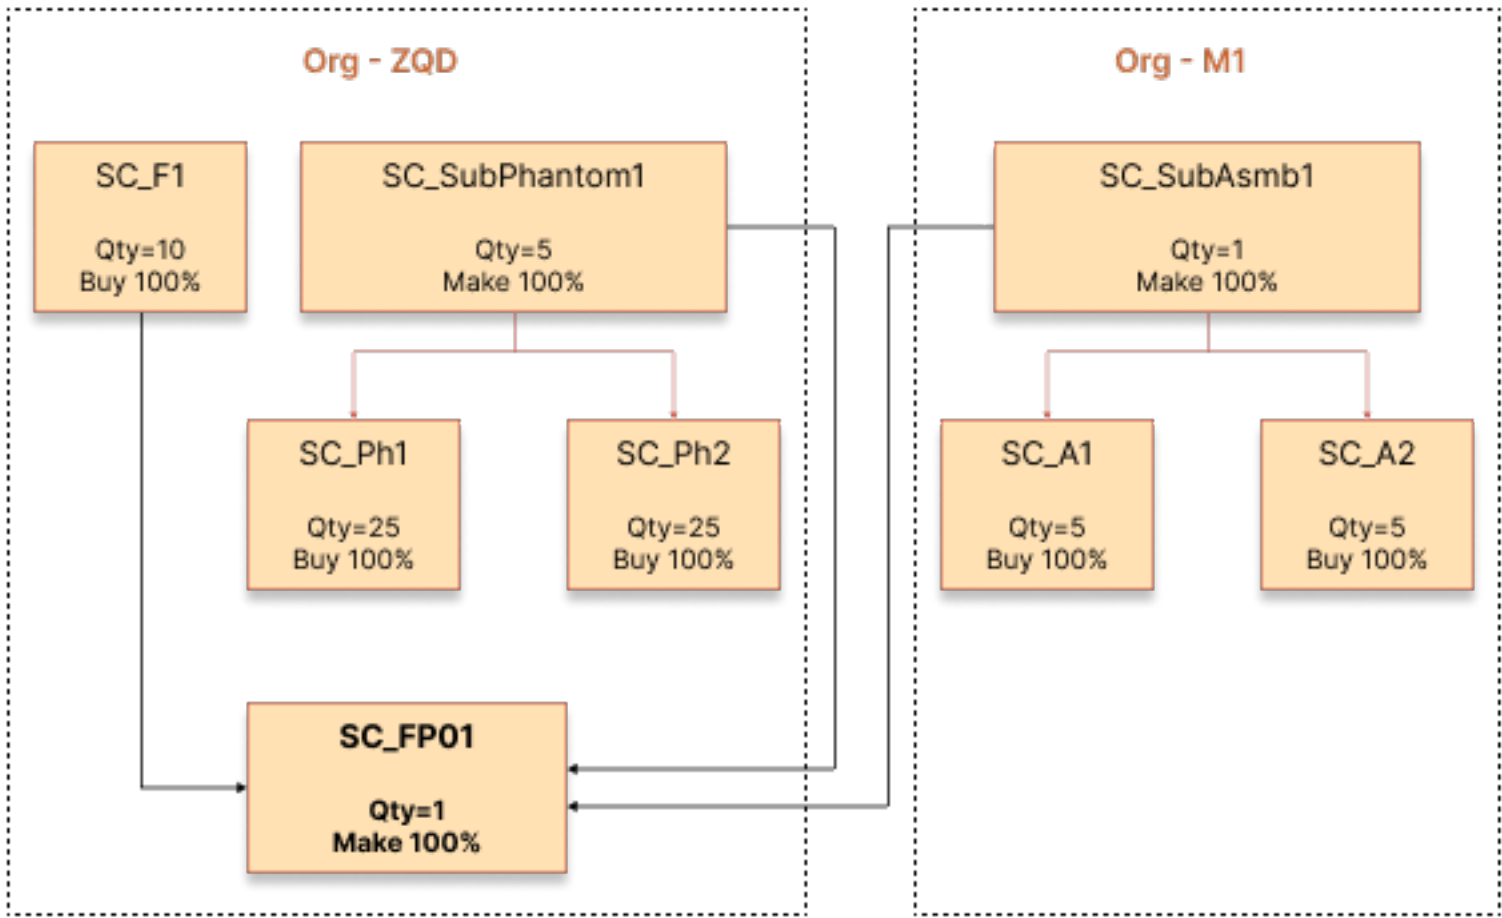 Org - ZQD
Org - M1
SC_F1
Qty=10
Buy 100%
SC_SubPhantom1
Qty=5
Make 100%
SC_SubAsmb1
Qty=1
Make 100%
SC_Ph1
Qty=25
Buy 100%
SC_Ph2
Qty=25
Buy 100%
SC_A1
Qty=5
Buy 100%
SC_A2
Qty=5
Buy 100%
SC_FP01
Qty=1
Make 100%